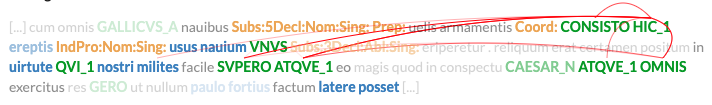 [...] cum omnis GALLICVS_A nauibus Subs:5Decl:Nom:Sing: Prep: uelis armamentis Coord: CONSISTO HIC_1
ereptis IndPro:Nom:Sing: usus nauium VNVS Subs:3Decl:Abl:Sing: eriperetur . reliquum erat certamen positum in
uirtute QVI_1 nostri milites facile SVPERO ATQVE_1 eo magis quod in conspectu CAESAR_N ATQVE_1 OMNIS
exercitus res GERO ut nullum paulo fortius factum latere posset [...]